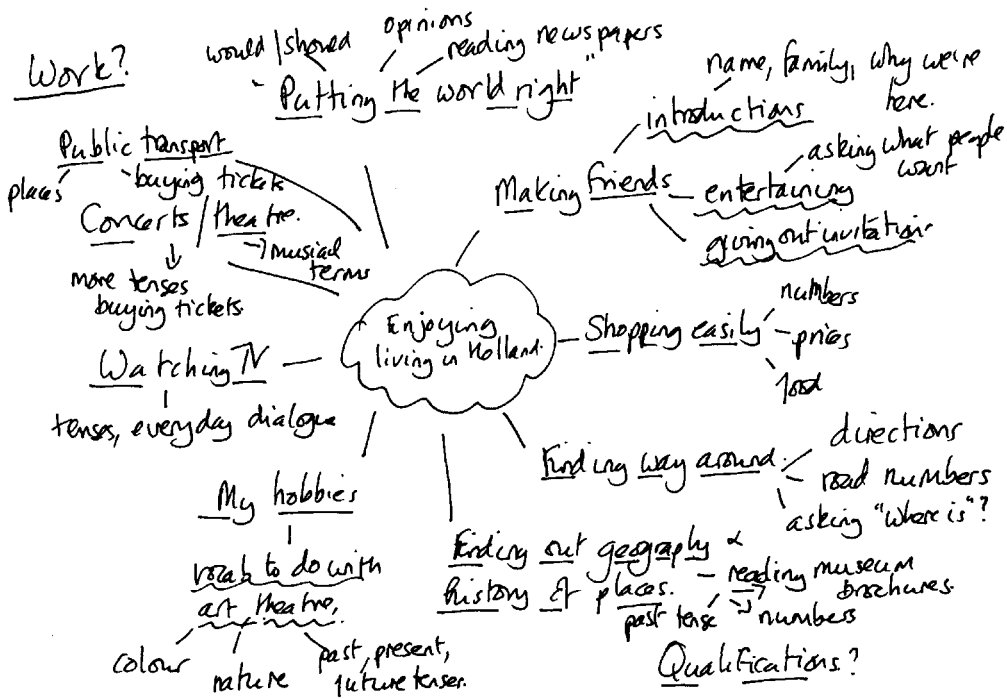 Work?
would/should
opinions
reading newspapers
"Putting the world right"
Public transport
places
buying tickets
Concerts / theatre.
→ musical
terms
more tenses
buying tickets.
Watching TV
tenses, everyday dialogue
My hobbies
vocab to do with
art theatre,
colour
nature
past, present,
future tenses.
Enjoying
living in Holland.
Making friends
introductions
name, family, why we're
here.
entertaining
asking what people
want
giving out invitation.
Shopping easily
numbers
prices
food
Finding way around.
directions
road numbers
asking "where is"?
Finding out geography &
history of places.
reading museum
brochures.
past tense
→ numbers
Qualifications?